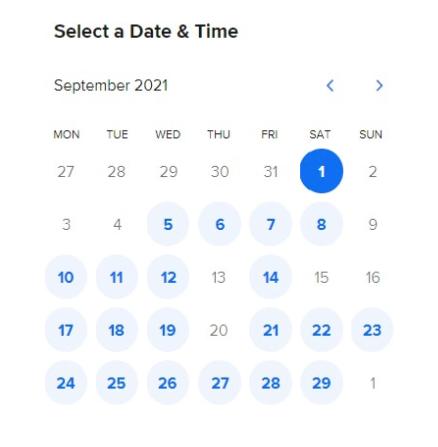 Select a Date & Time
September 2021
MON TUE WED THU FRI SAT SUN
27 28 29 30 31 1 2
3 4 5 6 7 8 9
10 11 12 13 14 15 16
17 18 19 20 21 22 23
24 25 26 27 28 29 1